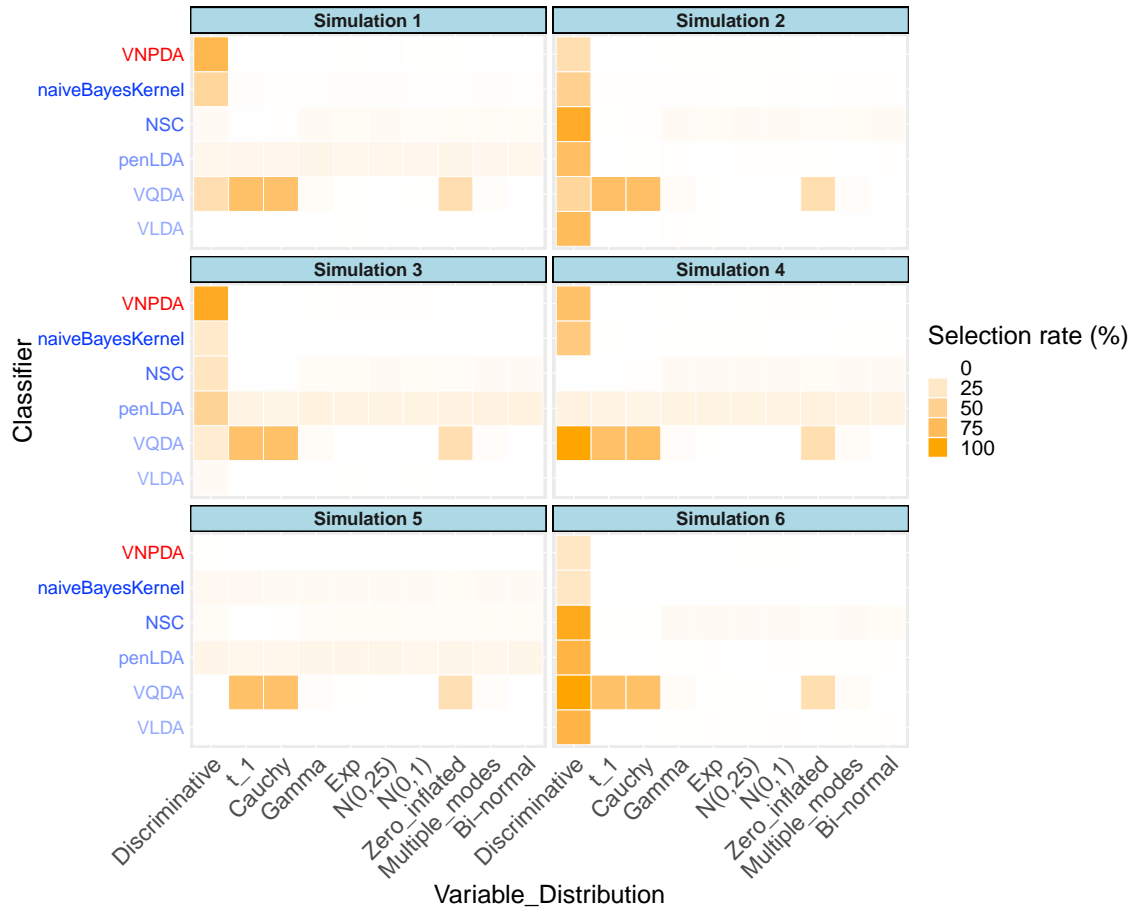 Simulation 1
Simulation 2
VNPDA
naiveBayesKernel
NSC
penLDA
VQDA
VLDA
Simulation 3
Simulation 4
VNPDA
naiveBayesKernel
NSC
penLDA
VQDA
VLDA
Simulation 5
Simulation 6
VNPDA
naiveBayesKernel
NSC
penLDA
VQDA
VLDA
Classifier
Discriminative
t_1
Cauchy
Gamma
Exp
N(0,25)
N(0,1)
Zero_inflated
Multiple_modes
Bi−normal
Discriminative
t_1
Cauchy
Gamma
Exp
N(0,25)
N(0,1)
Zero_inflated
Multiple_modes
Bi−normal
Variable_Distribution
Selection rate (%)
0
25
50
75
100